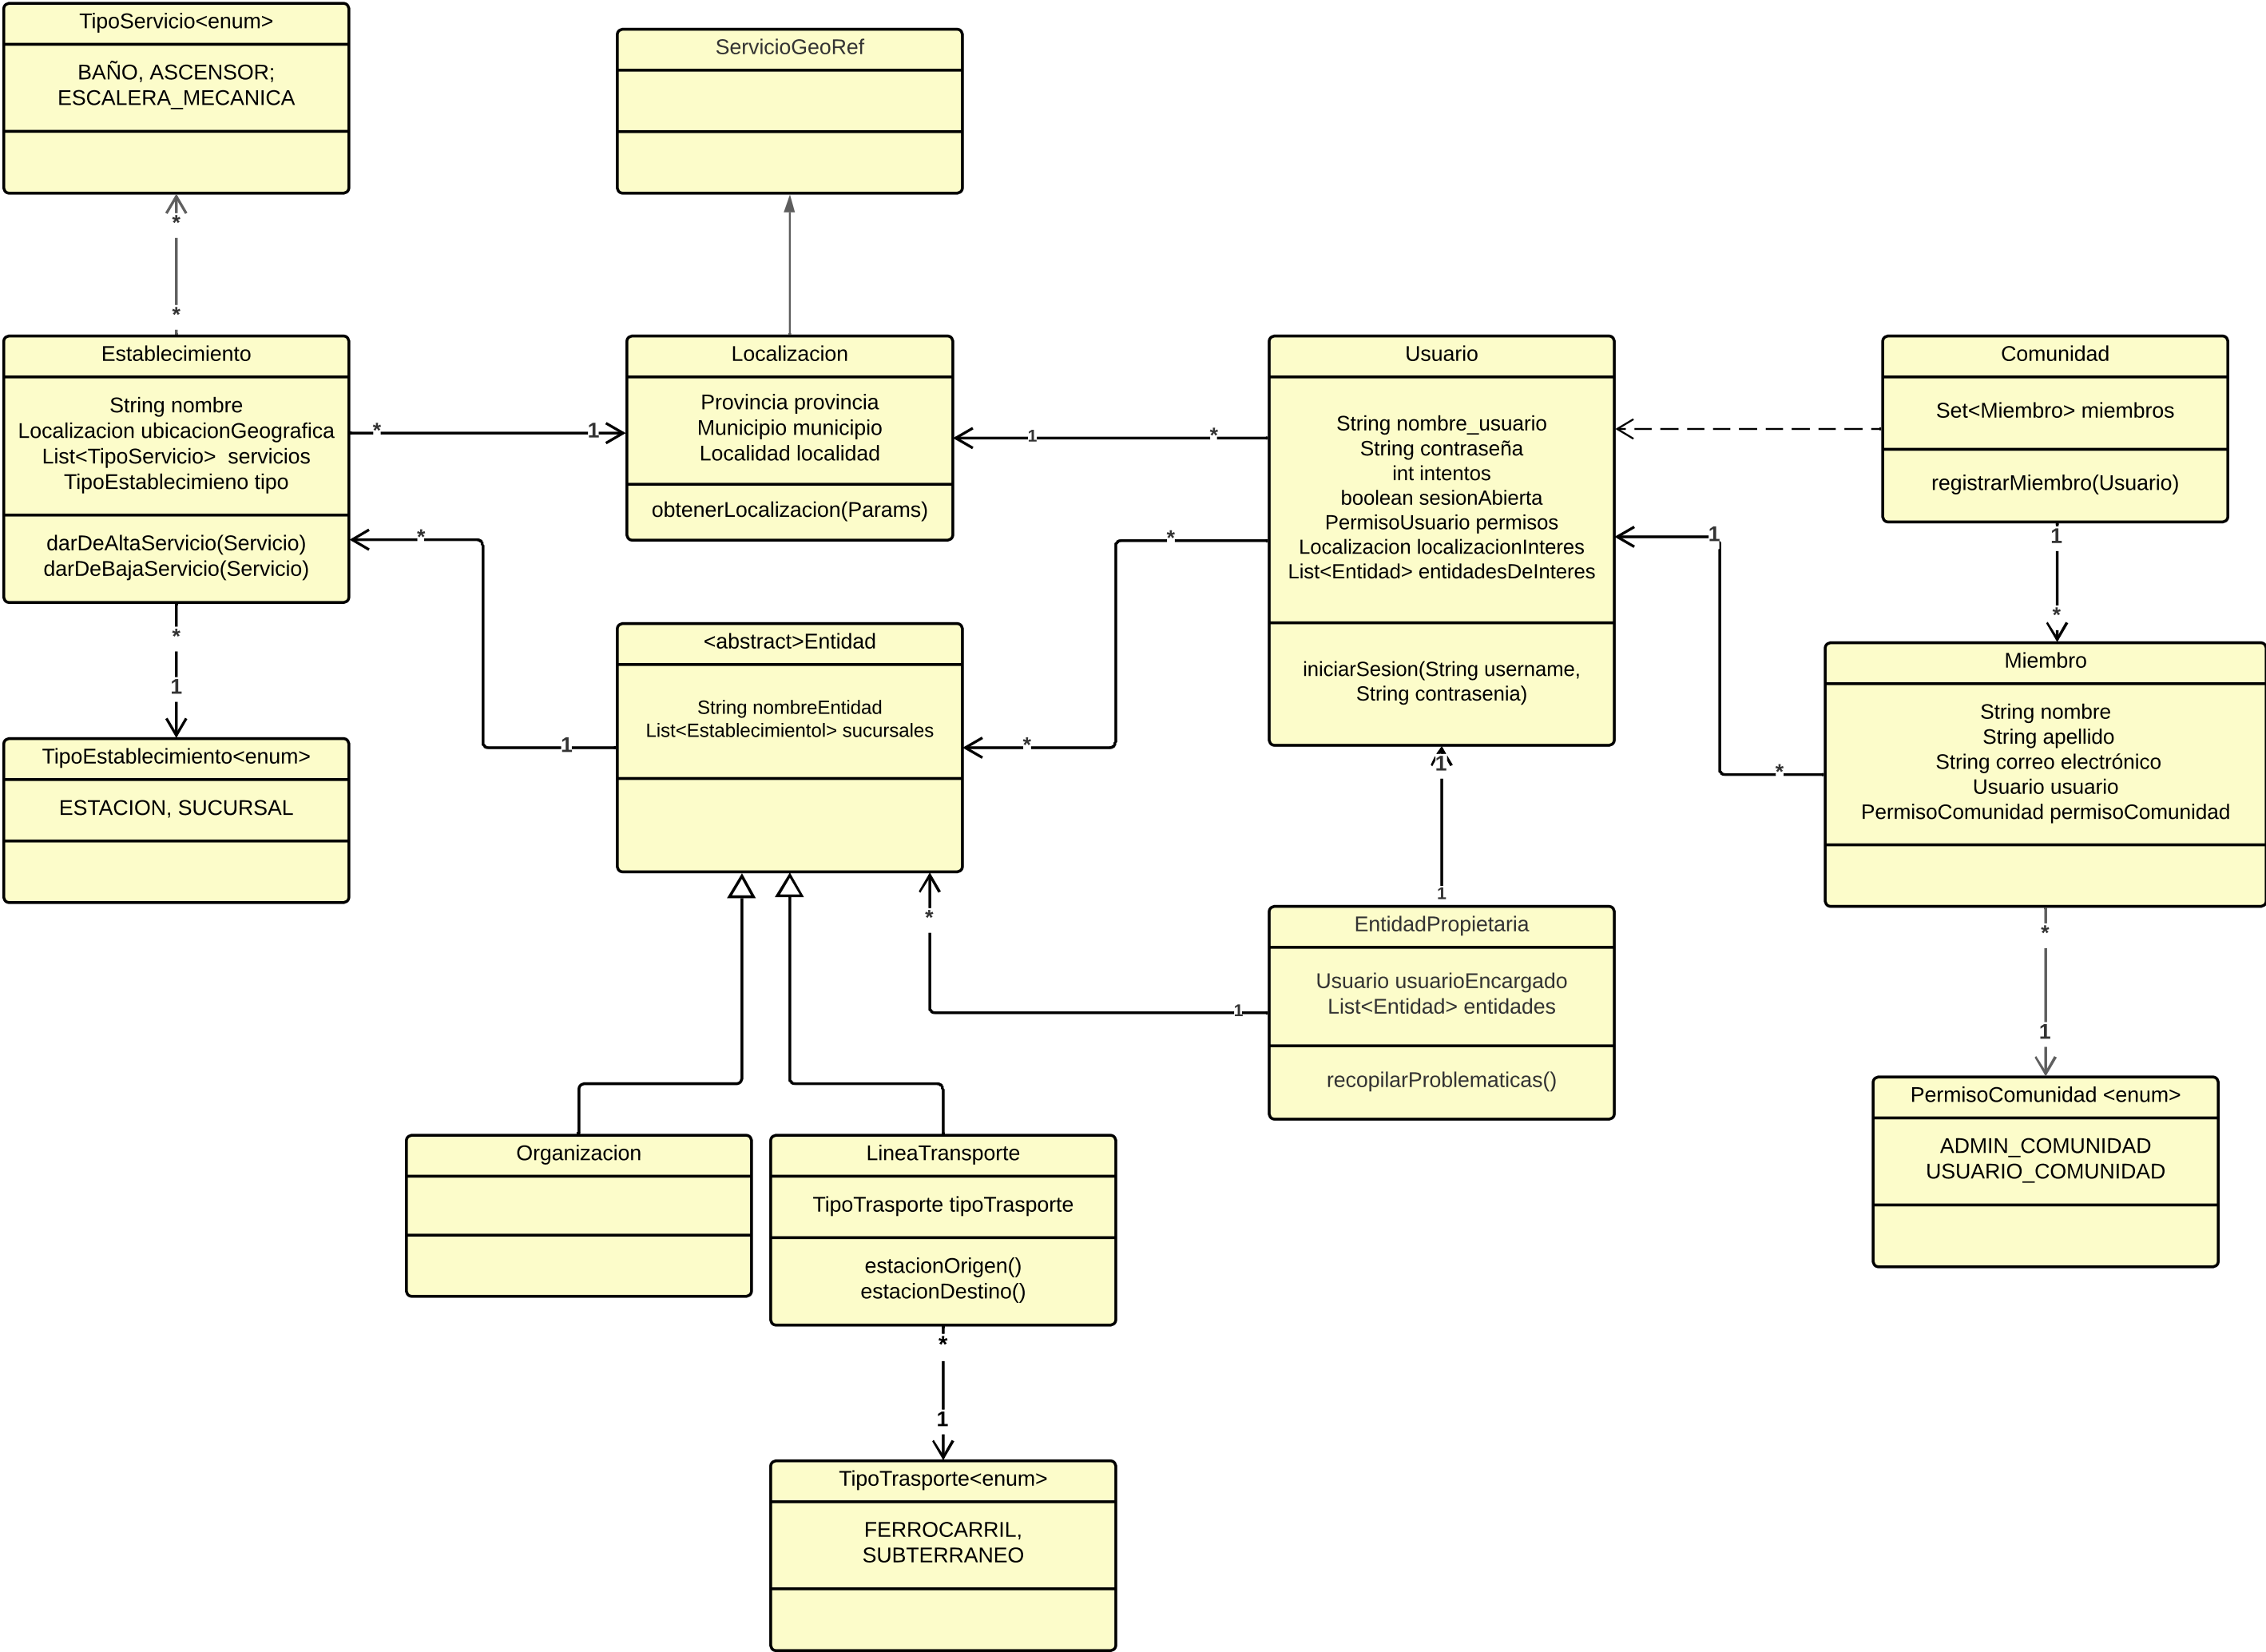 TipoServicio<enum>
BAÑO, ASCENSOR;
ESCALERA_MECANICA
ServicioGeoRef
*
*
Establecimiento
String nombre
Localizacion ubicacionGeografica
List<TipoServicio>  servicios
TipoEstablecimieno tipo
darDeAltaServicio(Servicio)
darDeBajaServicio(Servicio)
*
1
Localizacion
Provincia provincia
Municipio municipio
Localidad localidad
obtenerLocalizacion(Params)
1
*
Usuario
String nombre_usuario
String contraseña
int intentos
boolean sesionAbierta
PermisoUsuario permisos
Localizacion localizacionInteres
List<Entidad> entidadesDeInteres
iniciarSesion(String username,
String contrasenia)
Comunidad
Set<Miembro> miembros
registrarMiembro(Usuario)
1
*
1
*
*
1
*
*
*
1
TipoEstablecimiento<enum>
ESTACION, SUCURSAL
<abstract>Entidad
String nombreEntidad
List<Establecimientol> sucursales
Miembro
String nombre
String apellido
String correo electrónico
Usuario usuario
PermisoComunidad permisoComunidad
1
1
*
1
EntidadPropietaria
Usuario usuarioEncargado
List<Entidad> entidades
recopilarProblematicas()
*
1
PermisoComunidad <enum>
ADMIN_COMUNIDAD
USUARIO_COMUNIDAD
Organizacion
LineaTransporte
TipoTrasporte tipoTrasporte
estacionOrigen()
estacionDestino()
*
1
TipoTrasporte<enum>
FERROCARRIL,
SUBTERRANEO